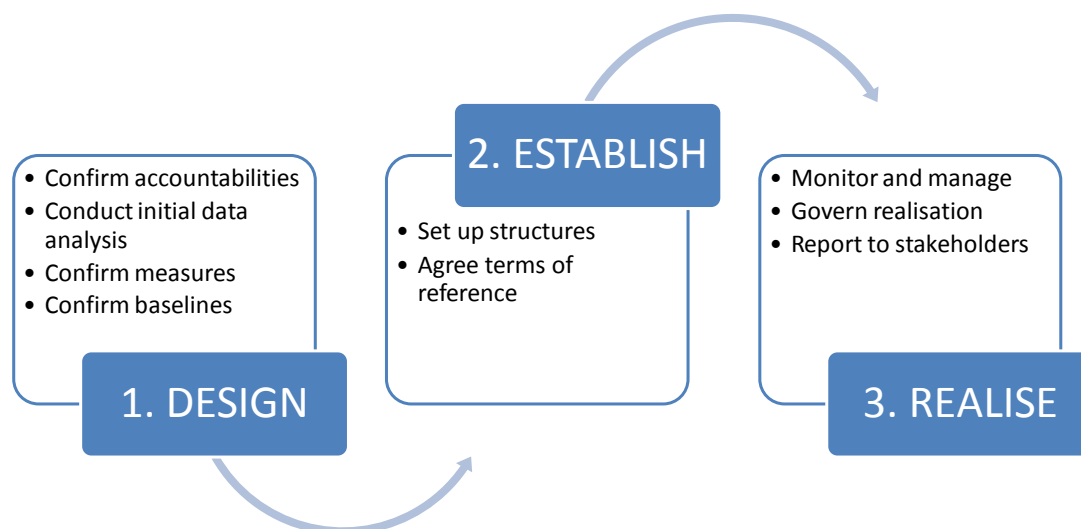 • Confirm accountabilities
• Conduct initial data
analysis
• Confirm measures
• Confirm baselines
1. DESIGN
2. ESTABLISH
• Set up structures
• Agree terms of
reference
• Monitor and manage
• Govern realisation
• Report to stakeholders
3. REALISE